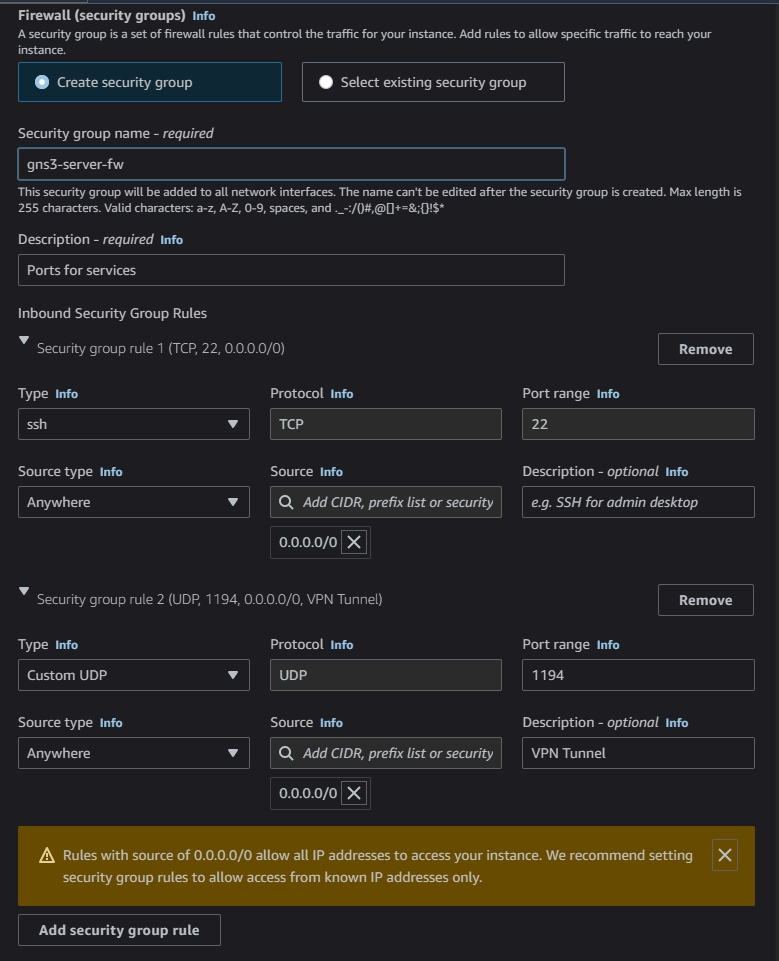 Firewall (security groups) Info
A security group is a set of firewall rules that control the traffic for your instance. Add rules to allow specific traffic to reach your
instance.
Create security group Select existing security group
Security group name - required
gns3-server-fw
This security group will be added to all network interfaces. The name can't be edited after the security group is created. Max length is
255 characters. Valid characters: a-z, A-Z, 0-9, spaces, and ._-:/()#,@[]+=&;{}!$*
Description - required Info
Ports for services
Inbound Security Group Rules
Security group rule 1 (TCP, 22, 0.0.0.0/0) Remove
Type Info Protocol Info Port range Info
ssh TCP 22
Source type Info Source Info Description - optional Info
Anywhere Add CIDR, prefix list or security e.g. SSH for admin desktop
0.0.0.0/0
Security group rule 2 (UDP, 1194, 0.0.0.0/0, VPN Tunnel) Remove
Type Info Protocol Info Port range Info
Custom UDP UDP 1194
Source type Info Source Info Description - optional Info
Anywhere Add CIDR, prefix list or security VPN Tunnel
0.0.0.0/0
Rules with source of 0.0.0.0/0 allow all IP addresses to access your instance. We recommend setting
security group rules to allow access from known IP addresses only.
Add security group rule